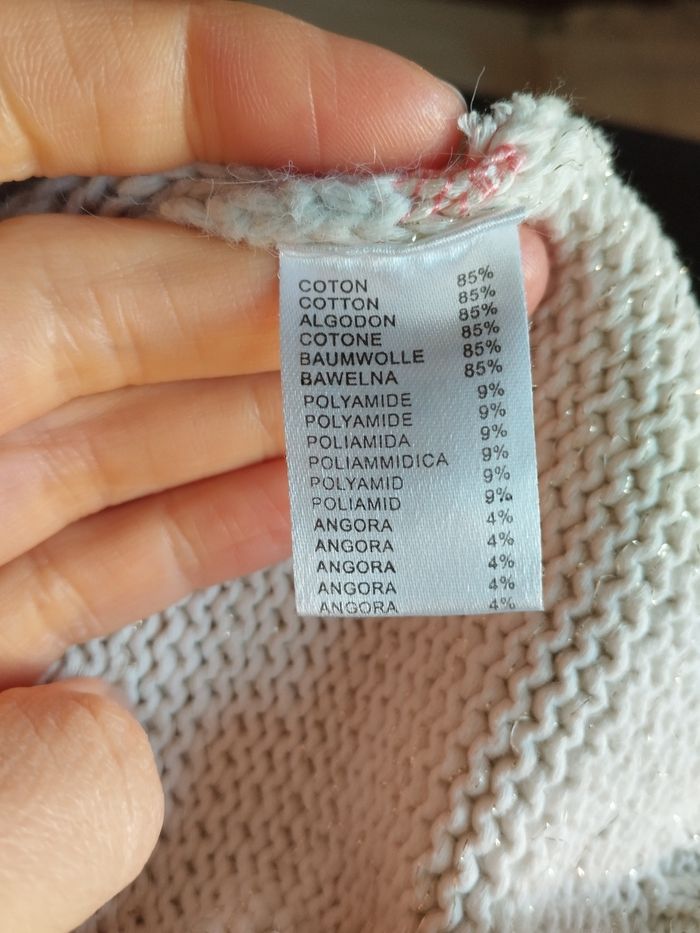 COTON 85%
COTTON 85%
ALGODON 85%
COTONE 85%
BAUMWOLLE 85%
BAWELNA 85%
POLYAMIDE 9%
POLYAMIDE 9%
POLIAMIDA 9%
POLIAMMIDICA 9%
POLYAMID 9%
POLIAMID 9%
ANGORA 4%
ANGORA 4%
ANGORA 4%
ANGORA 4%
ANGORA 4%